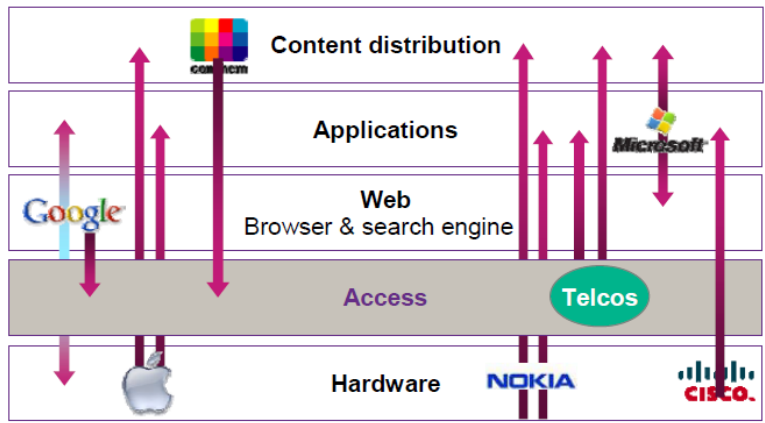 Content distribution
Applications
Microsoft
Web
Google
Browser & search engine
Access
Telcos
Hardware
NOKIA
CISCO.